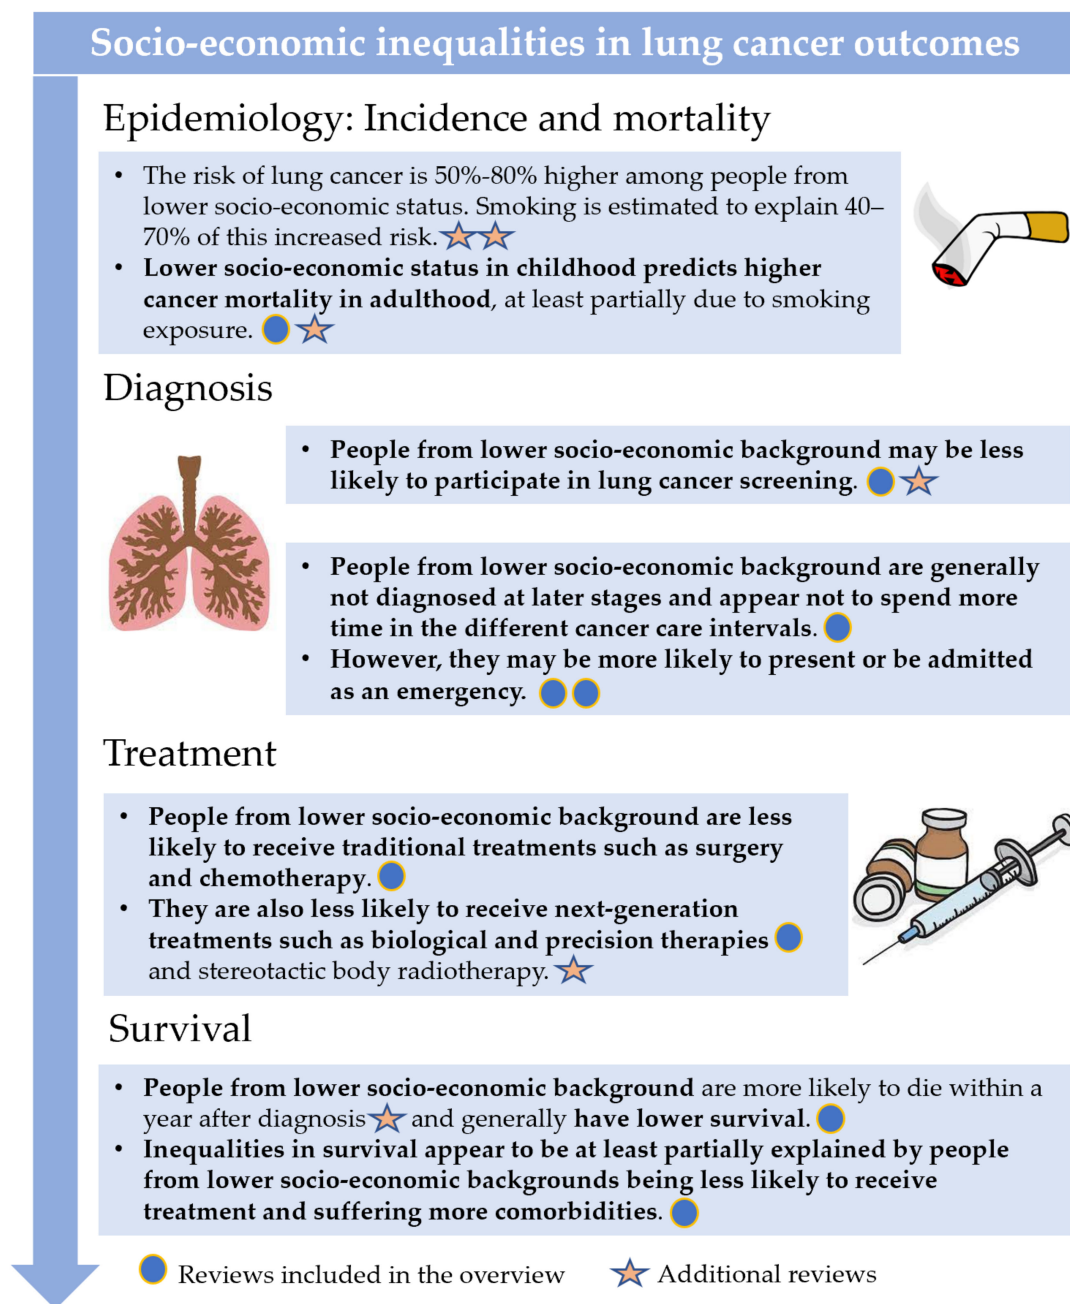 Socio-economic inequalities in lung cancer outcomes
Epidemiology: Incidence and mortality
• The risk of lung cancer is 50%-80% higher among people from
lower socio-economic status. Smoking is estimated to explain 40–
70% of this increased risk.
• Lower socio-economic status in childhood predicts higher
cancer mortality in adulthood, at least partially due to smoking
exposure.
Diagnosis
• People from lower socio-economic background may be less
likely to participate in lung cancer screening.
• People from lower socio-economic background are generally
not diagnosed at later stages and appear not to spend more
time in the different cancer care intervals.
• However, they may be more likely to present or be admitted
as an emergency.
Treatment
• People from lower socio-economic background are less
likely to receive traditional treatments such as surgery
and chemotherapy.
• They are also less likely to receive next-generation
treatments such as biological and precision therapies
and stereotactic body radiotherapy.
Survival
• People from lower socio-economic background are more likely to die within a
year after diagnosis and generally have lower survival.
• Inequalities in survival appear to be at least partially explained by people
from lower socio-economic backgrounds being less likely to receive
treatment and suffering more comorbidities.
Reviews included in the overview Additional reviews